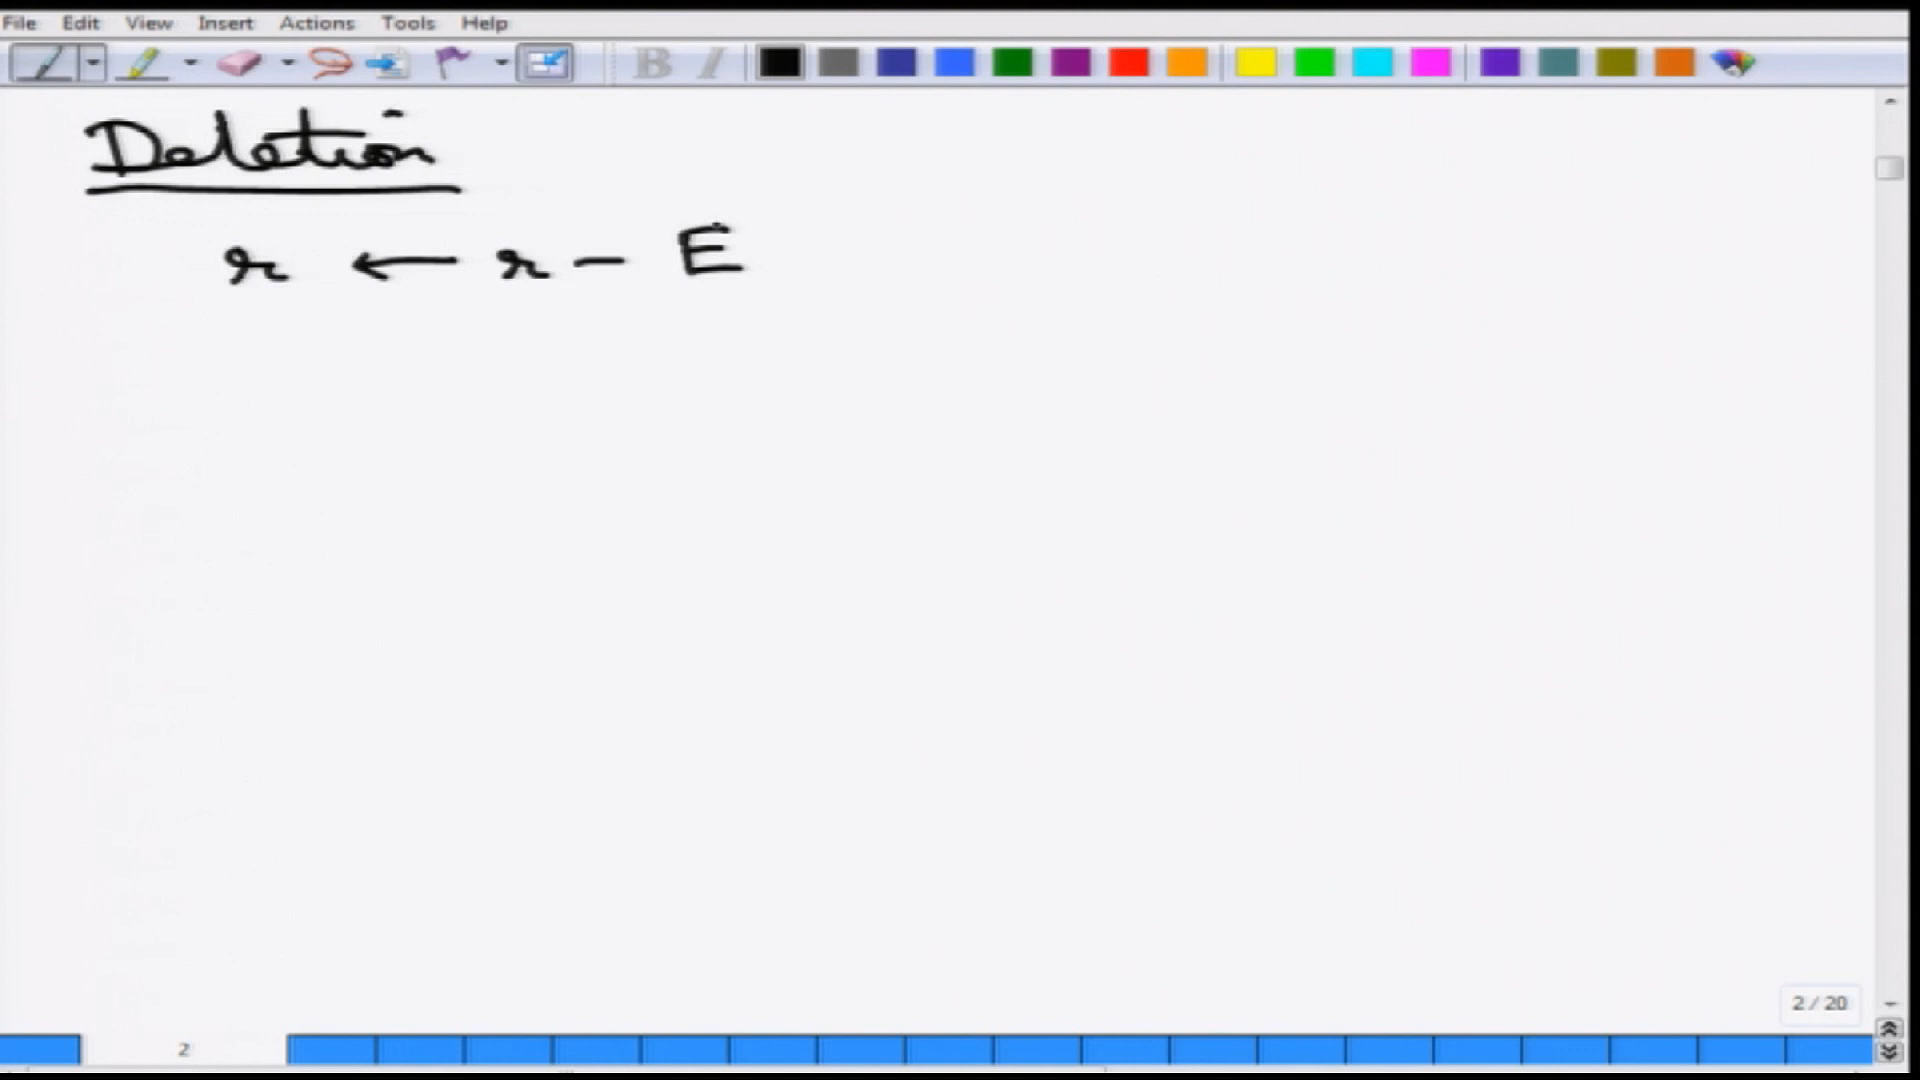 File Edit View Insert Actions Tools Help
B I
Deletion
r ← r - E
2 / 20
2